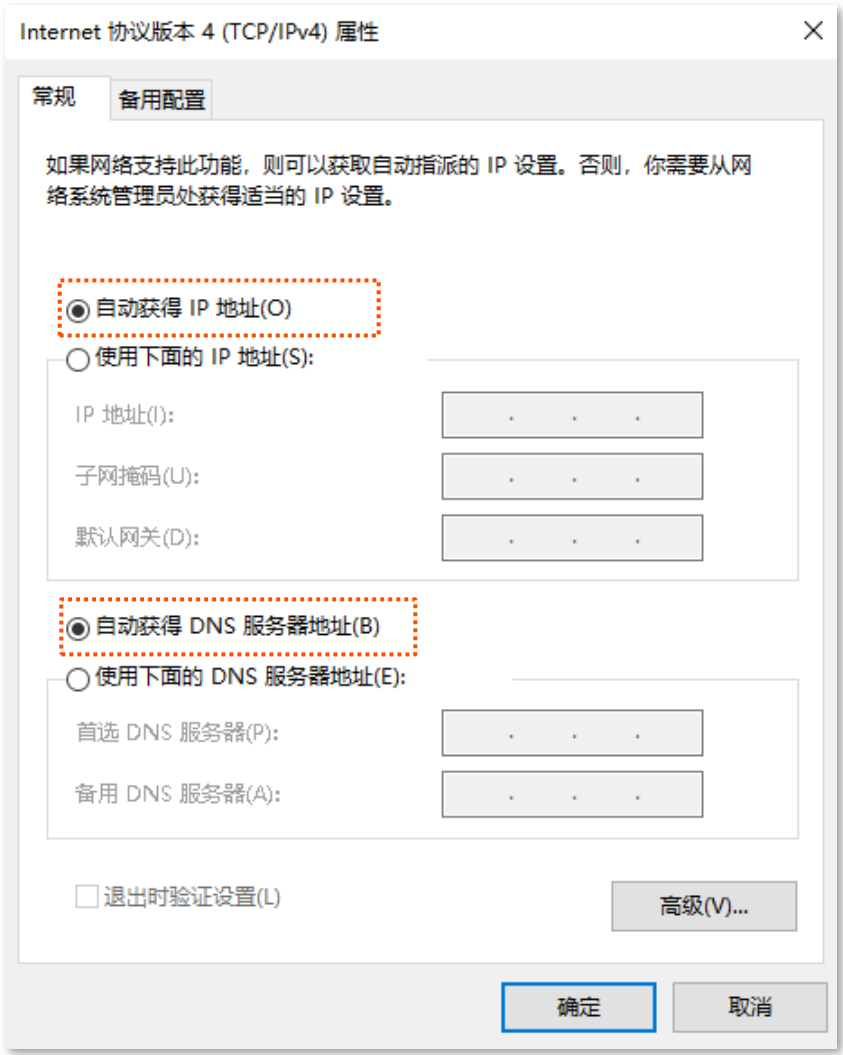 Internet 协议版本 4 (TCP/IPv4) 属性
常规
备用配置
如果网络支持此功能，则可以获取自动指派的 IP 设置。否则，你需要从网
络系统管理员处获得适当的 IP 设置。
自动获得 IP 地址(O)
使用下面的 IP 地址(S):
IP 地址(I):
子网掩码(U):
默认网关(D):
自动获得 DNS 服务器地址(B)
使用下面的 DNS 服务器地址(E):
首选 DNS 服务器(P):
备用 DNS 服务器(A):
退出时验证设置(L)
高级(V)...
确定
取消